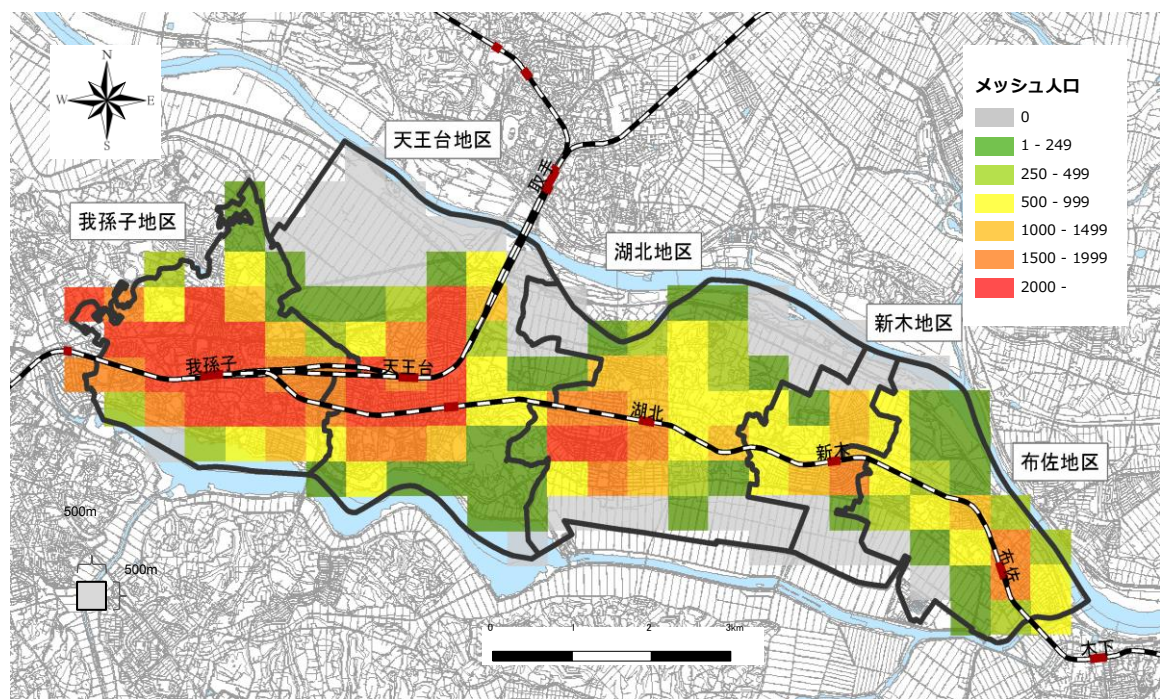 N
W
E
S
天王台地区
取手
メッシュ人口
0
1 - 249
250 - 499
500 - 999
1000 - 1499
1500 - 1999
2000 -
我孫子地区
湖北地区
新木地区
我孫子
天王台
湖北
新木
布佐地区
500m
500m
布佐
0
1
2
3km
木下